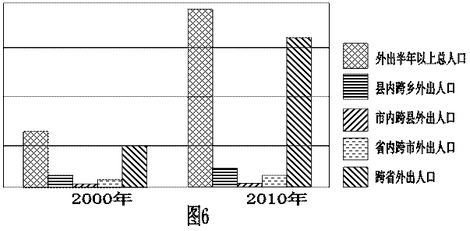 外出半年以上总人口
县内跨乡外出人口
市内跨县外出人口
省内跨市外出人口
跨省外出人口
2000年
2010年
图6